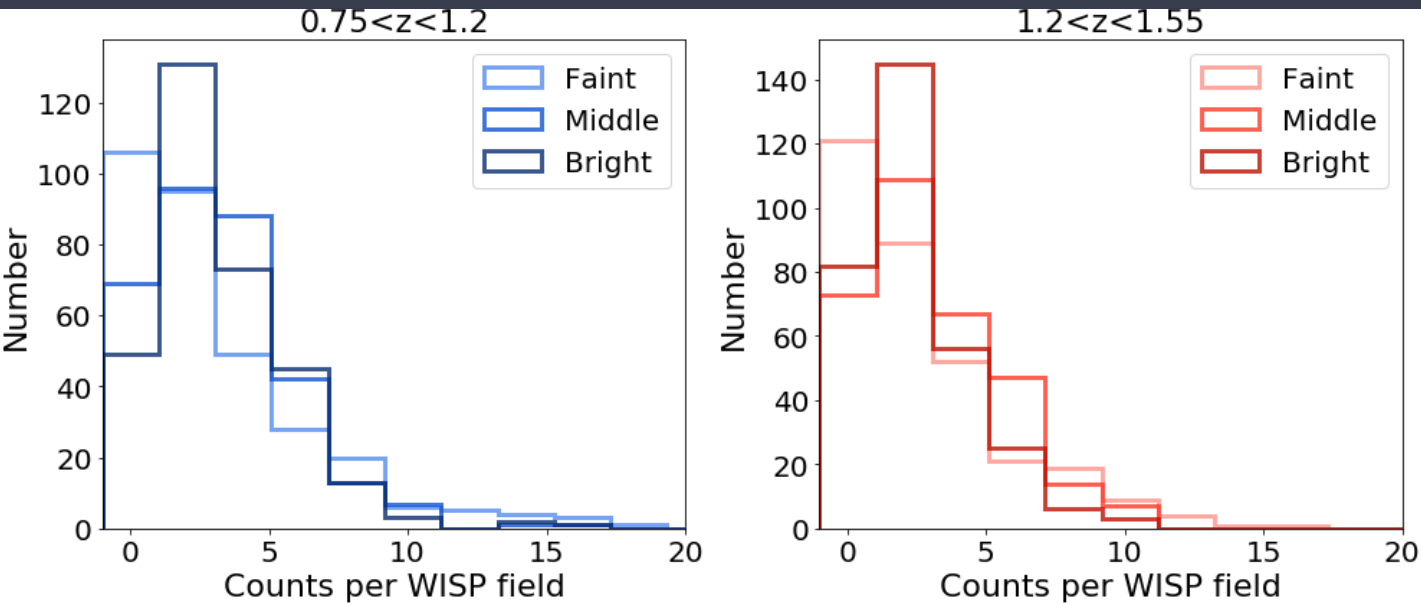 0.75<z<1.2
Number
120
100
80
60
40
20
0
Faint
Middle
Bright
0 5 10 15 20
Counts per WISP field
1.2<z<1.55
Number
140
120
100
80
60
40
20
0
Faint
Middle
Bright
0 5 10 15 20
Counts per WISP field